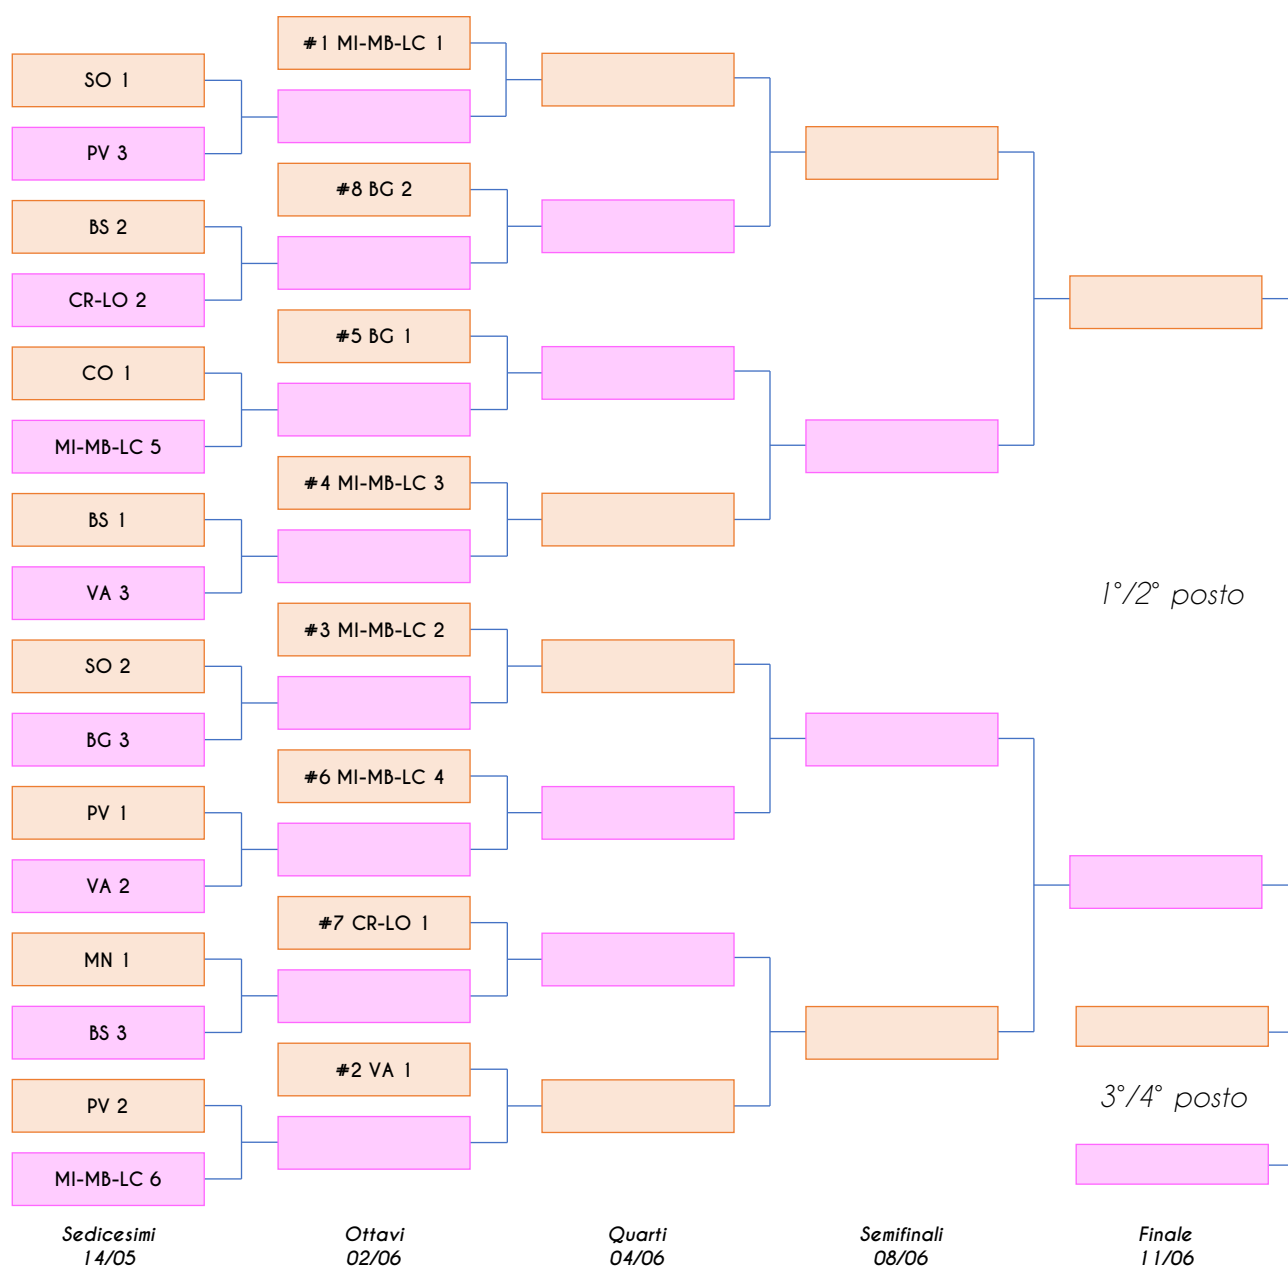 #1 MI-MB-LC 1
SO 1
PV 3
#8 BG 2
BS 2
CR-LO 2
#5 BG 1
CO 1
MI-MB-LC 5
#4 MI-MB-LC 3
BS 1
VA 3
1°/2° posto
#3 MI-MB-LC 2
SO 2
BG 3
#6 MI-MB-LC 4
PV 1
VA 2
#7 CR-LO 1
MN 1
BS 3
#2 VA 1
PV 2
3°/4° posto
MI-MB-LC 6
Sedicesimi
14/05
Ottavi
02/06
Quarti
04/06
Semifinali
08/06
Finale
11/06